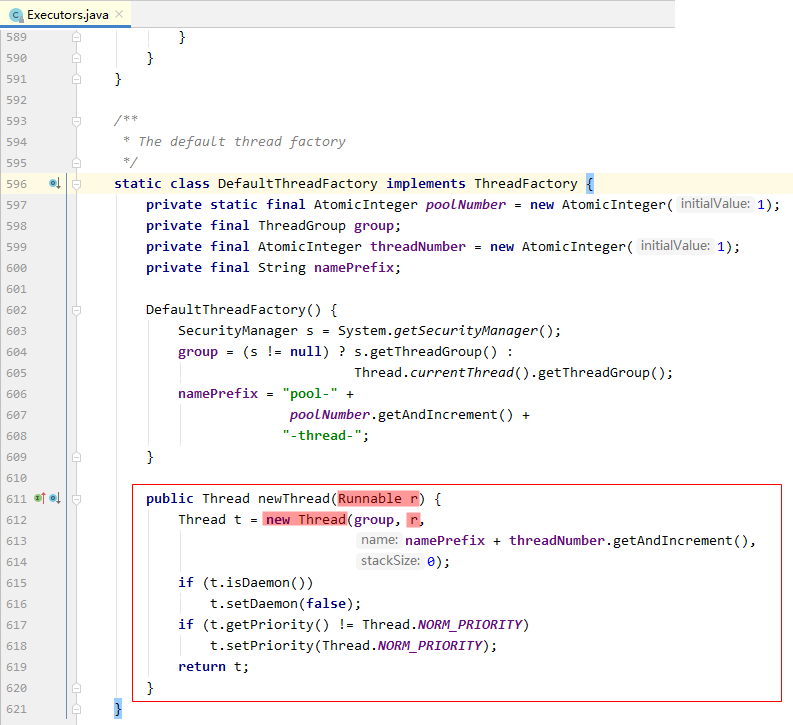 Executors.java
589 }
590 }
591 }
592
593 /**
594 * The default thread factory
595 */
596 static class DefaultThreadFactory implements ThreadFactory {
597 private static final AtomicInteger poolNumber = new AtomicInteger( initialValue: 1);
598 private final ThreadGroup group;
599 private final AtomicInteger threadNumber = new AtomicInteger( initialValue: 1);
600 private final String namePrefix;
601
602 DefaultThreadFactory() {
603 SecurityManager s = System.getSecurityManager();
604 group = (s != null) ? s.getThreadGroup() :
605 Thread.currentThread().getThreadGroup();
606 namePrefix = "pool-" +
607 poolNumber.getAndIncrement() +
608 "-thread-";
609 }
610
611 public Thread newThread(Runnable r) {
612 Thread t = new Thread(group, r,
613 name: namePrefix + threadNumber.getAndIncrement(),
614 stackSize: 0);
615 if (t.isDaemon())
616 t.setDaemon(false);
617 if (t.getPriority() != Thread.NORM_PRIORITY)
618 t.setPriority(Thread.NORM_PRIORITY);
619 return t;
620 }
621 }